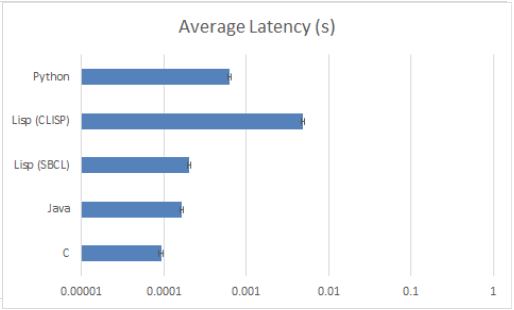 Average Latency (s)
Python
Lisp (CLISP)
Lisp (SBCL)
Java
C
0.00001 0.0001 0.001 0.01 0.1 1